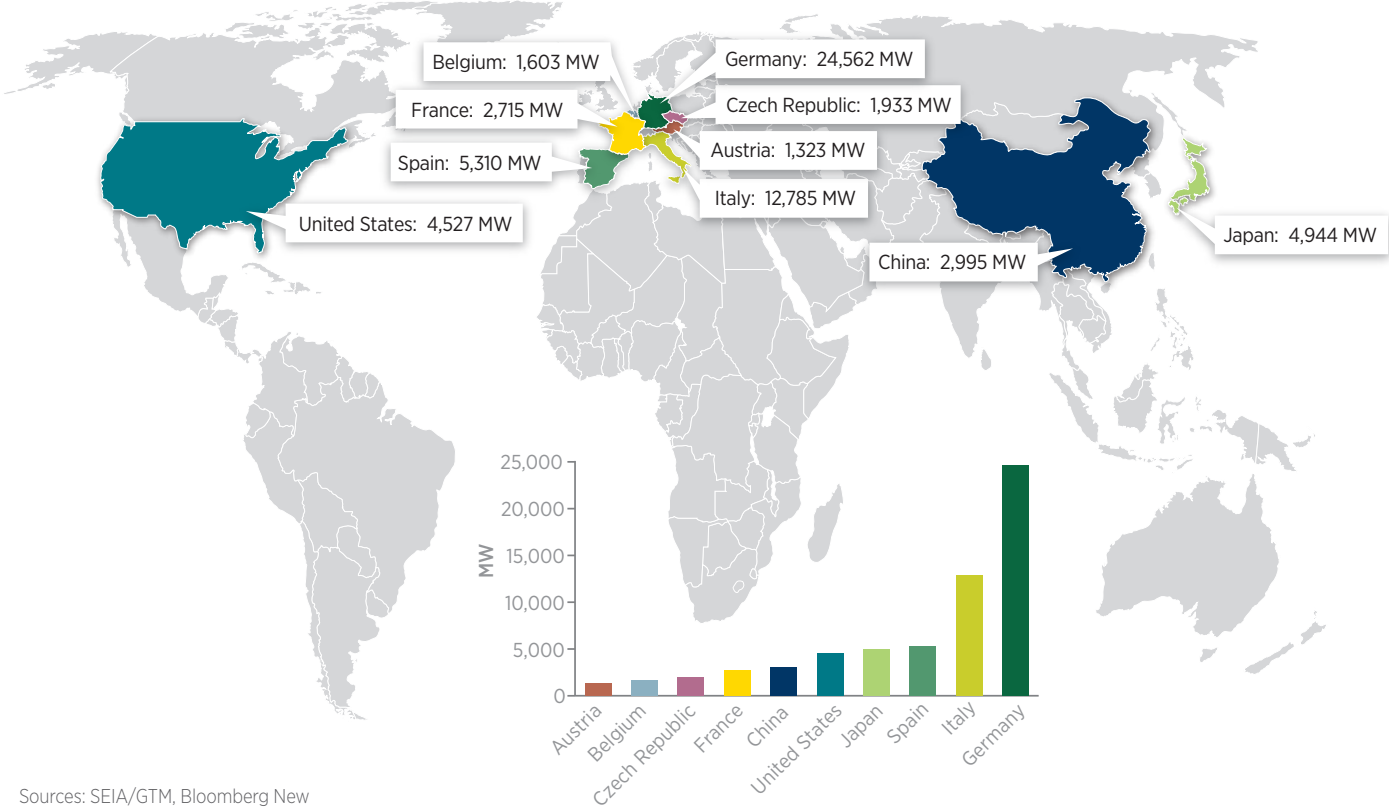 Belgium: 1,603 MW
Germany: 24,562 MW
France: 2,715 MW
Czech Republic: 1,933 MW
Spain: 5,310 MW
Austria: 1,323 MW
Italy: 12,785 MW
United States: 4,527 MW
Japan: 4,944 MW
China: 2,995 MW
MW
25,000
20,000
15,000
10,000
5,000
0
Austria
Belgium
Czech Republic
France
China
United States
Japan
Spain
Italy
Germany
Sources: SEIA/GTM, Bloomberg New